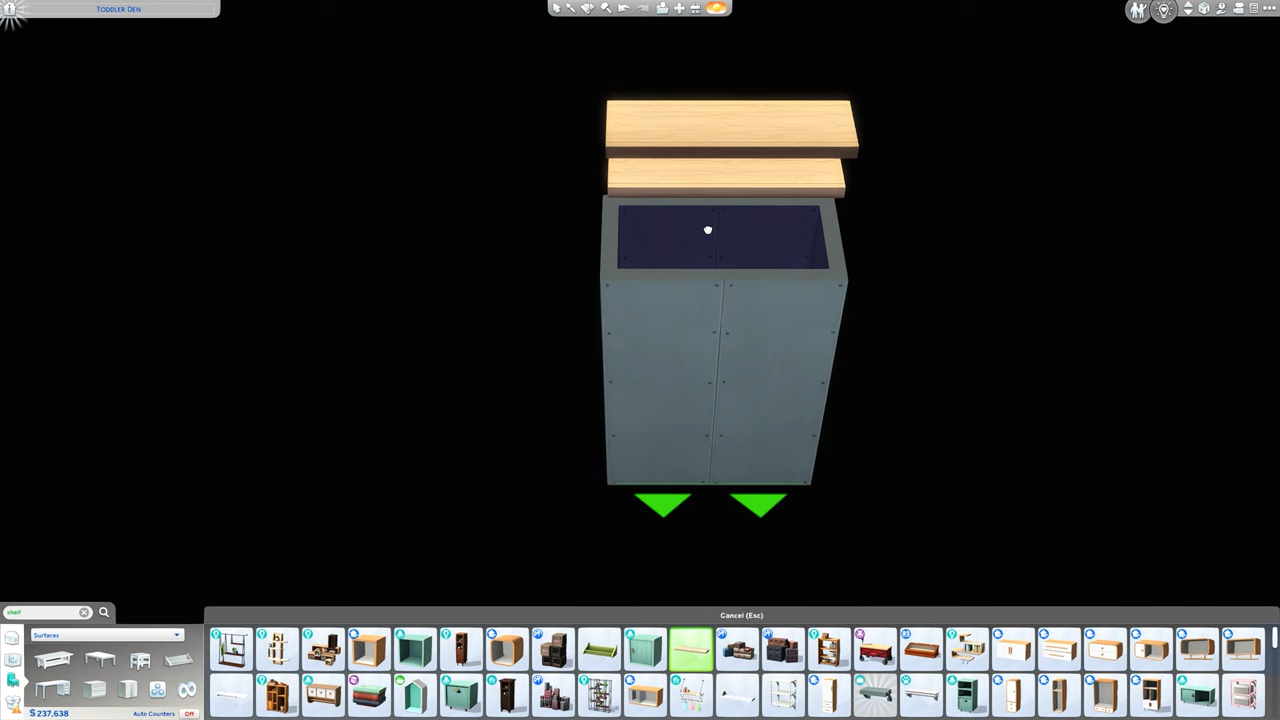 Toddler Den
Cancel (Esc)
shelf
Surfaces
§237,638
Auto Counters
Off